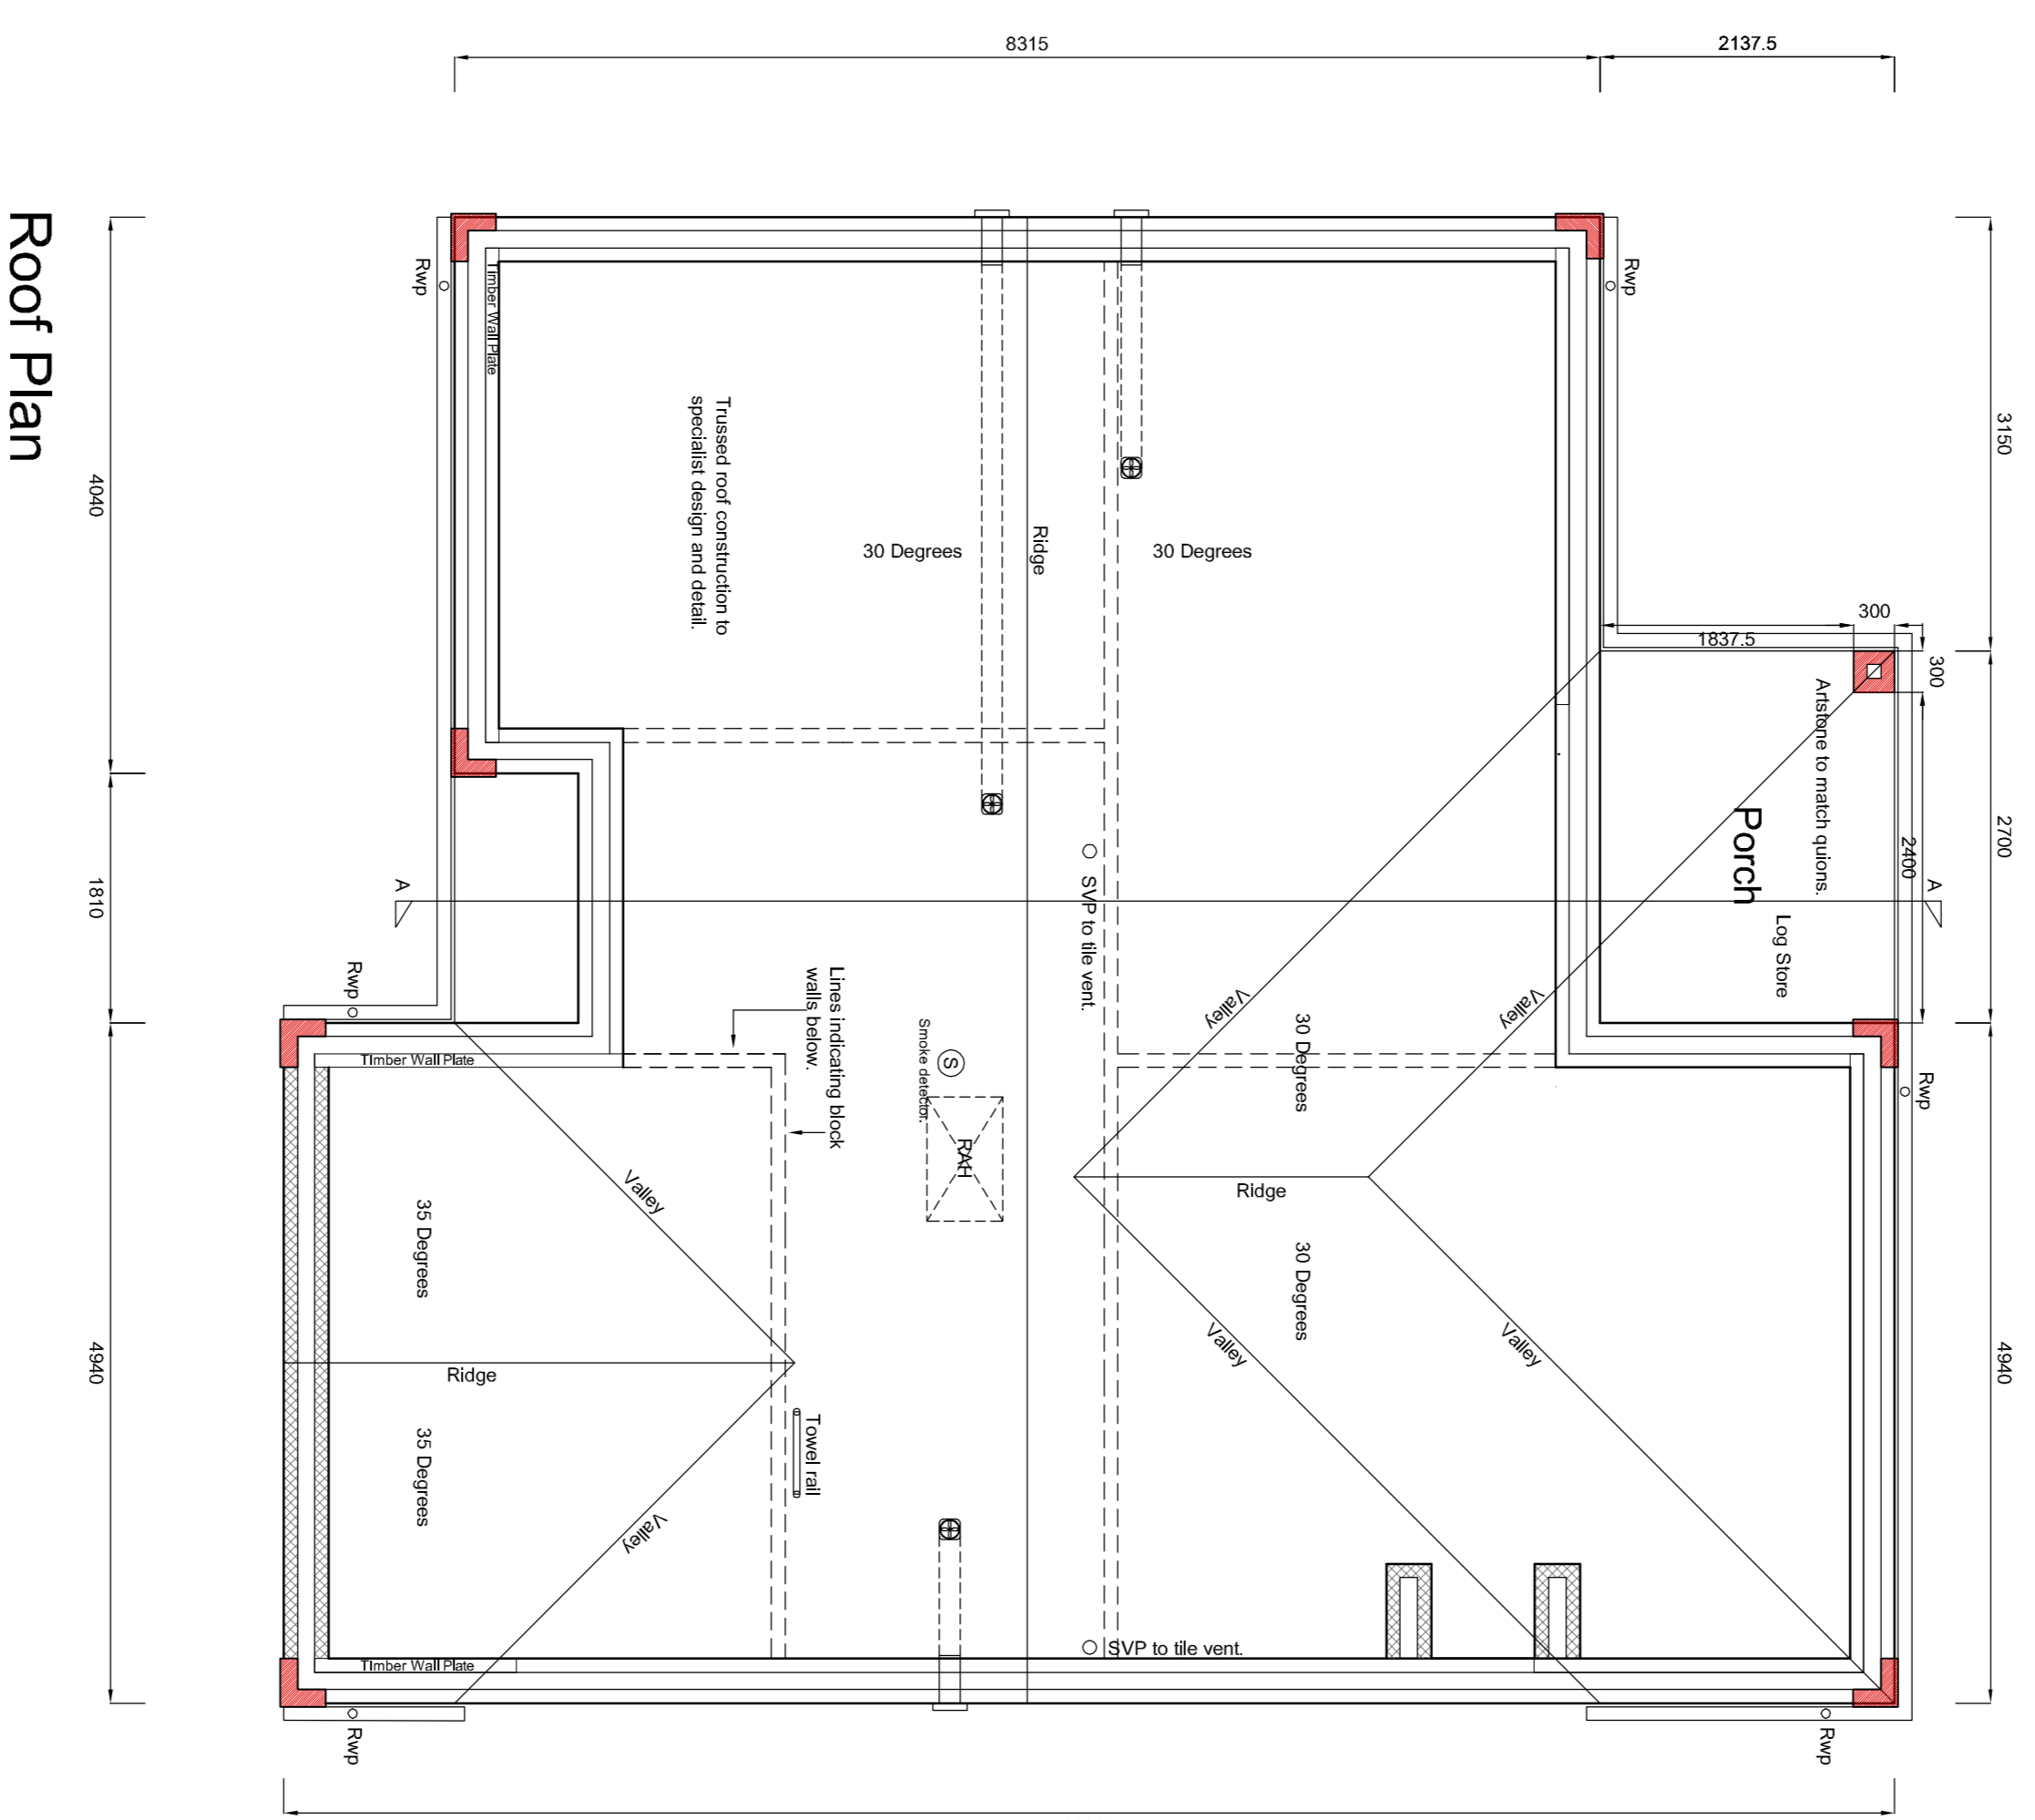 Roof Plan
8315
2137.5
3150
2700
4940
4040
1810
4940
Rwp
Rwp
Timber Wall Plate
Trussed roof construction to
specialist design and detail.
30 Degrees
Ridge
30 Degrees
300
1837.5
300
Artstone to match quions.
Porch
2400
Log Store
A
A
SVP to tile vent.
Rwp
Lines indicating block
walls below.
Smoke detector.
S
RAH
Valley
Valley
30 Degrees
Rwp
TImber Wall Plate
Valley
Ridge
35 Degrees
30 Degrees
Valley
Valley
Ridge
35 Degrees
Towel rail
Valley
SVP to tile vent.
TImber Wall Plate
Rwp
Rwp